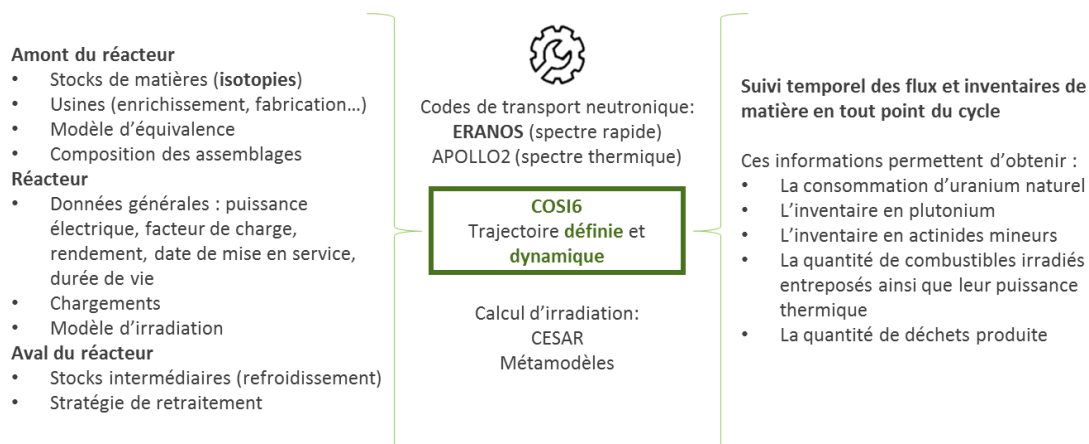 Amont du réacteur
• Stocks de matières (isotopies)
• Usines (enrichissement, fabrication…)
• Modèle d’équivalence
• Composition des assemblages
Réacteur
• Données générales : puissance
électrique, facteur de charge,
rendement, date de mise en service,
durée de vie
• Chargements
• Modèle d’irradiation
Aval du réacteur
• Stocks intermédiaires (refroidissement)
• Stratégie de retraitement
Codes de transport neutronique:
ERANOS (spectre rapide)
APOLLO2 (spectre thermique)
COSI6
Trajectoire définie et
dynamique
Calcul d’irradiation:
CESAR
Métamodèles
Suivi temporel des flux et inventaires de
matière en tout point du cycle
Ces informations permettent d’obtenir :
• La consommation d’uranium naturel
• L’inventaire en plutonium
• L’inventaire en actinides mineurs
• La quantité de combustibles irradiés
entreposés ainsi que leur puissance
thermique
• La quantité de déchets produite